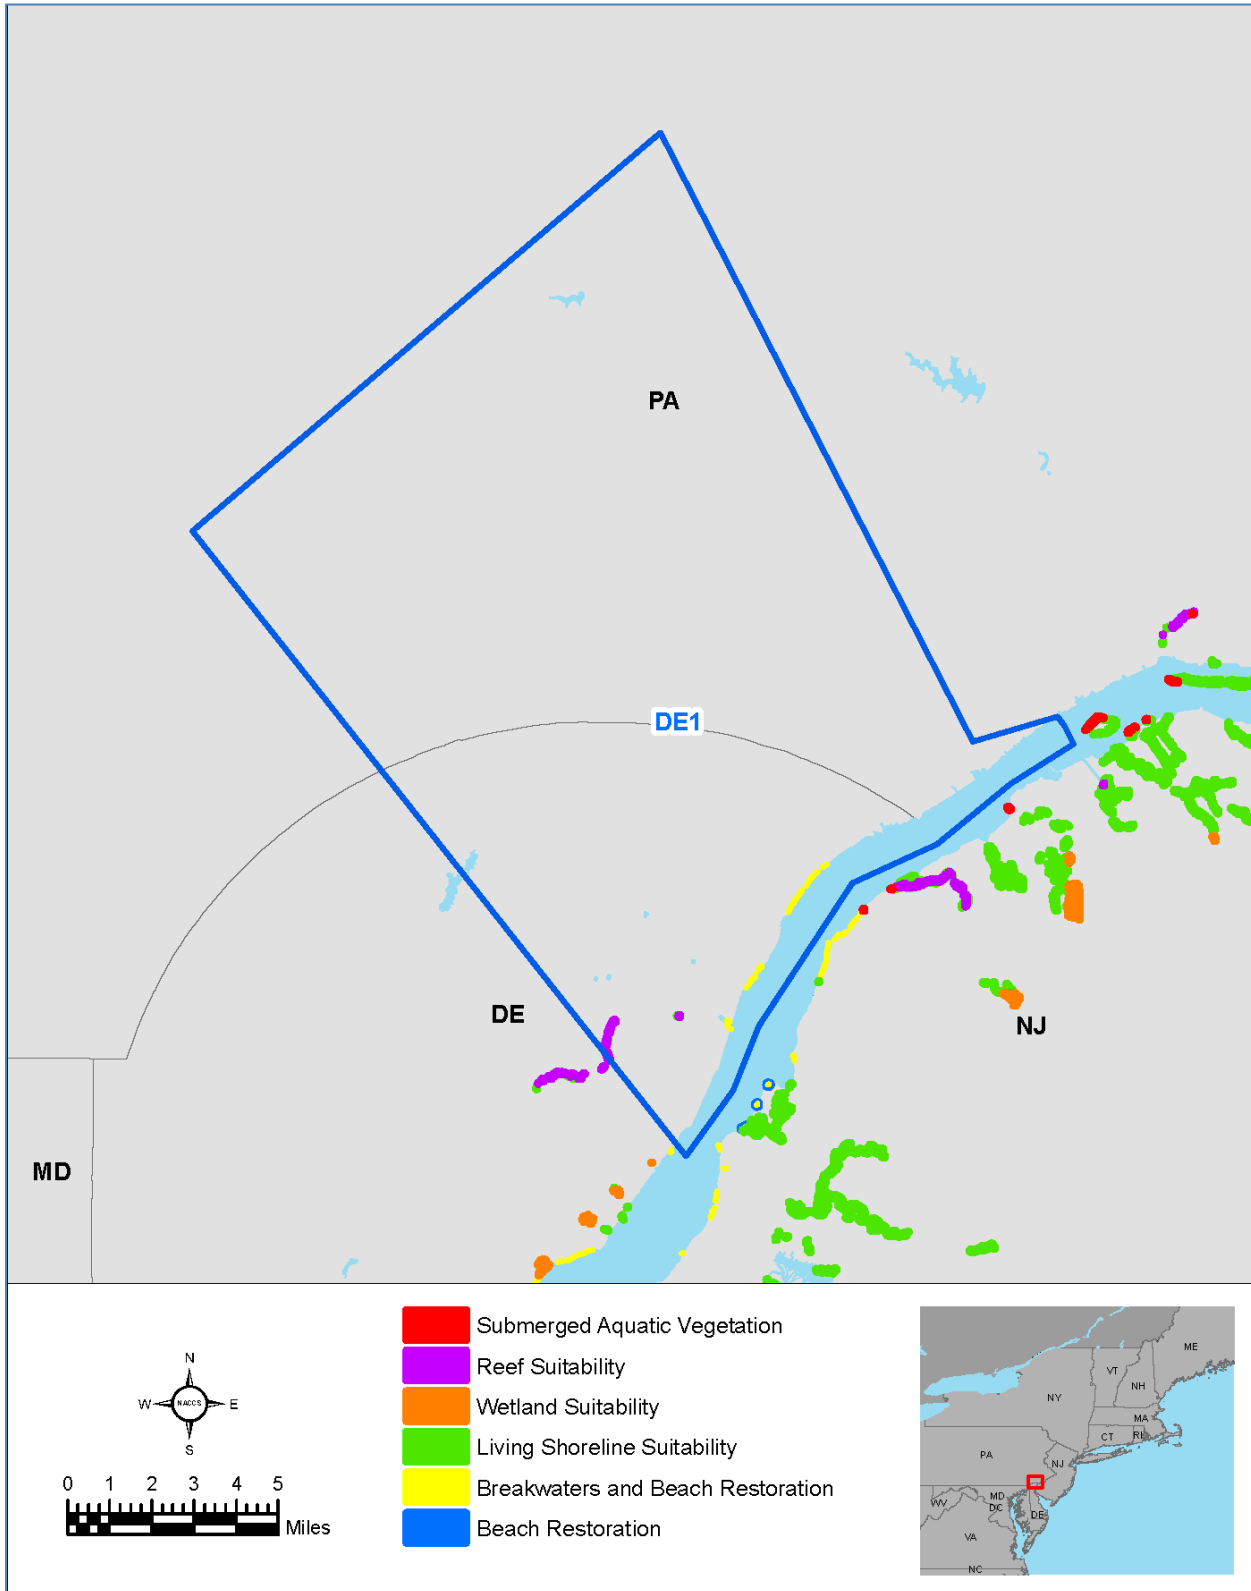 PA
DE1
DE
NJ
MD
N
W
NACCS
E
S
0 1 2 3 4 5
Miles
Submerged Aquatic Vegetation
Reef Suitability
Wetland Suitability
Living Shoreline Suitability
Breakwaters and Beach Restoration
Beach Restoration
ME
VT
NH
NY
MA
CT
RI
PA
NJ
MD
WV
DC
DE
VA
NC